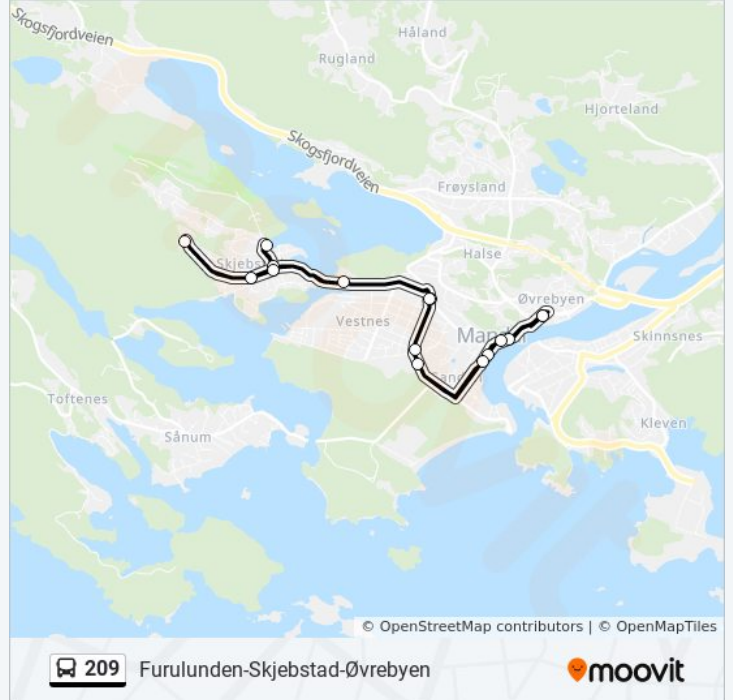 Skogsfjordveien
Håland
Rugland
Hjorteland
Skogsfjordveien
Frøysland
Halse
Øvrebyen
Vestnes
Skinnsnes
Toftenes
Sånum
Kleven
© OpenStreetMap contributors | © OpenMapTiles
209 Furulunden-Skjebstad-Øvrebyen
moovit